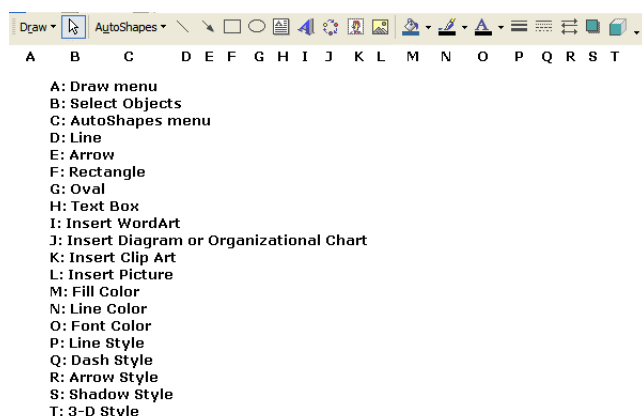 Draw AutoShapes A
A B C D E F G H I J K L M N O P Q R S T
A: Draw menu
B: Select Objects
C: AutoShapes menu
D: Line
E: Arrow
F: Rectangle
G: Oval
H: Text Box
I: Insert WordArt
J: Insert Diagram or Organizational Chart
K: Insert Clip Art
L: Insert Picture
M: Fill Color
N: Line Color
O: Font Color
P: Line Style
Q: Dash Style
R: Arrow Style
S: Shadow Style
T: 3-D Style